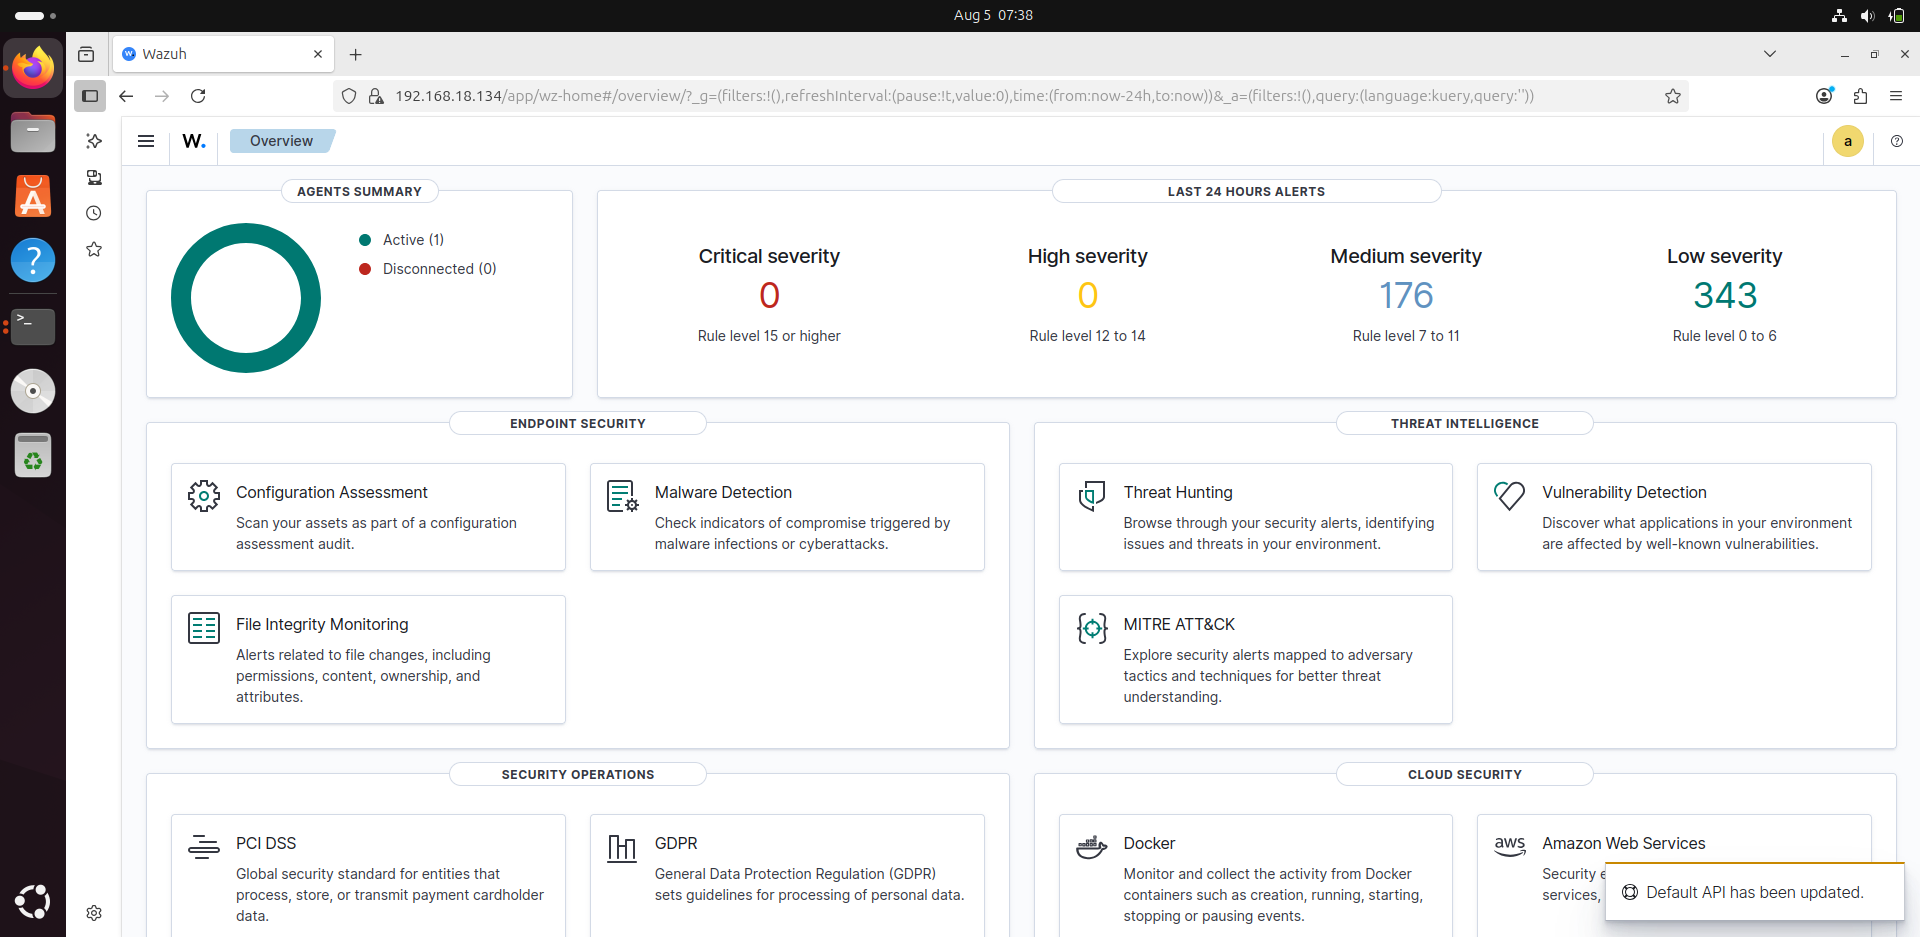 Aug 5 07:38
Wazuh
192.168.18.134/app/wz-home#/overview/?_g=(filters:!(),refreshInterval:(pause:!t,value:0),time:(from:now-24h,to:now))&_a=(filters:!(),query:(language:kuery,query:''))
W.
Overview
a
AGENTS SUMMARY
Active (1)
Disconnected (0)
LAST 24 HOURS ALERTS
Critical severity
0
Rule level 15 or higher
High severity
0
Rule level 12 to 14
Medium severity
176
Rule level 7 to 11
Low severity
343
Rule level 0 to 6
ENDPOINT SECURITY
Configuration Assessment
Scan your assets as part of a configuration
assessment audit.
Malware Detection
Check indicators of compromise triggered by
malware infections or cyberattacks.
File Integrity Monitoring
Alerts related to file changes, including
permissions, content, ownership, and
attributes.
THREAT INTELLIGENCE
Threat Hunting
Browse through your security alerts, identifying
issues and threats in your environment.
Vulnerability Detection
Discover what applications in your environment
are affected by well-known vulnerabilities.
MITRE ATT&CK
Explore security alerts mapped to adversary
tactics and techniques for better threat
understanding.
SECURITY OPERATIONS
PCI DSS
Global security standard for entities that
process, store, or transmit payment cardholder
data.
GDPR
General Data Protection Regulation (GDPR)
sets guidelines for processing of personal data.
CLOUD SECURITY
Docker
Monitor and collect the activity from Docker
containers such as creation, running, starting,
stopping or pausing events.
aws
Amazon Web Services
Security
services,
Default API has been updated.